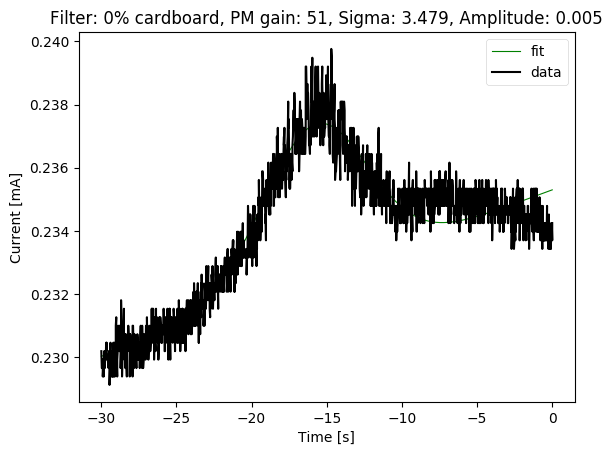 Filter: 0% cardboard, PM gain: 51, Sigma: 3.479, Amplitude: 0.005
fit
data
Current [mA]
0.240
0.238
0.236
0.234
0.232
0.230
−30
−25
−20
−15
−10
−5
0
Time [s]